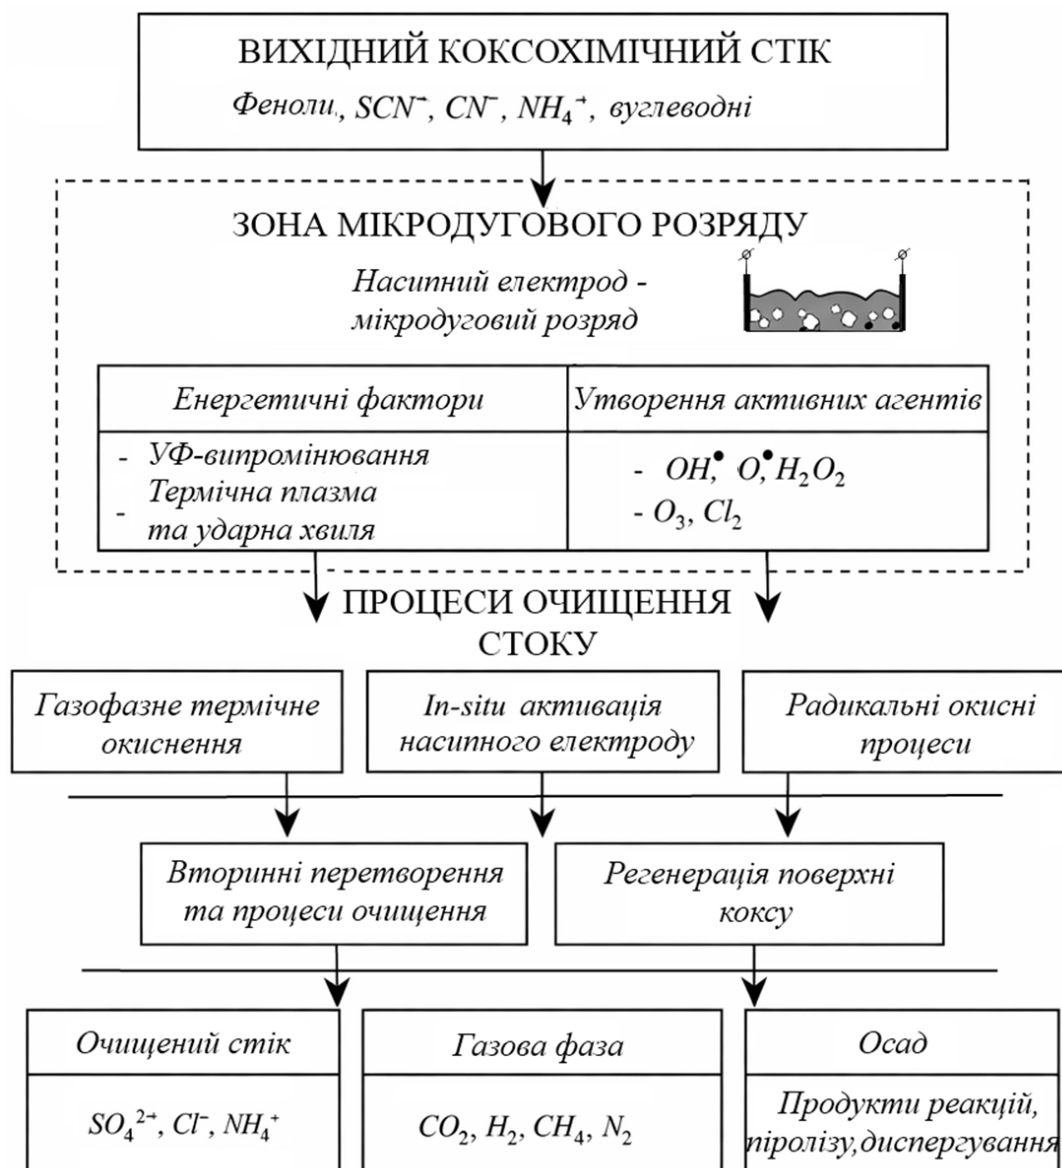 ВИХІДНИЙ КОКСОХІМІЧНИЙ СТІК
Феноли, SCN⁻, CN⁻, NH₄⁺, вуглеводні
ЗОНА МІКРОДУГОВОГО РОЗРЯДУ
Насипний електрод -
мікродуговий розряд
Енергетичні фактори
Утворення активних агентів
- УФ-випромінювання
Термічна плазма
- та ударна хвиля
- OH•, O•, H₂O₂
- O₃, Cl₂
ПРОЦЕСИ ОЧИЩЕННЯ
СТОКУ
Газофазне термічне
окиснення
In-situ активація
насипного електроду
Радикальні окисні
процеси
Вторинні перетворення
та процеси очищення
Регенерація поверхні
коксу
Очищений стік
SO₄²⁺, Cl⁻, NH₄⁺
Газова фаза
CO₂, H₂, CH₄, N₂
Осад
Продукти реакцій,
піролізу,диспергування